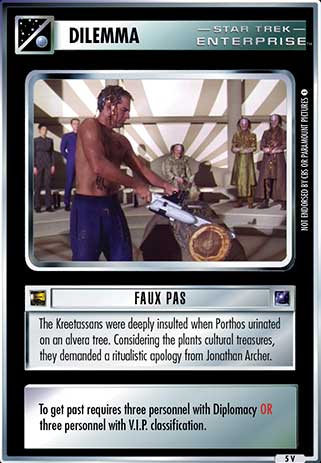 DILEMMA
STAR TREK
ENTERPRISE™
NOT ENDORSED BY CBS OR PARAMOUNT PICTURES
FAUX PAS
The Kreetassans were deeply insulted when Porthos urinated
on an alvera tree. Considering the plants cultural treasures,
they demanded a ritualistic apology from Jonathan Archer.
To get past requires three personnel with Diplomacy OR
three personnel with V.I.P. classification.
5 V